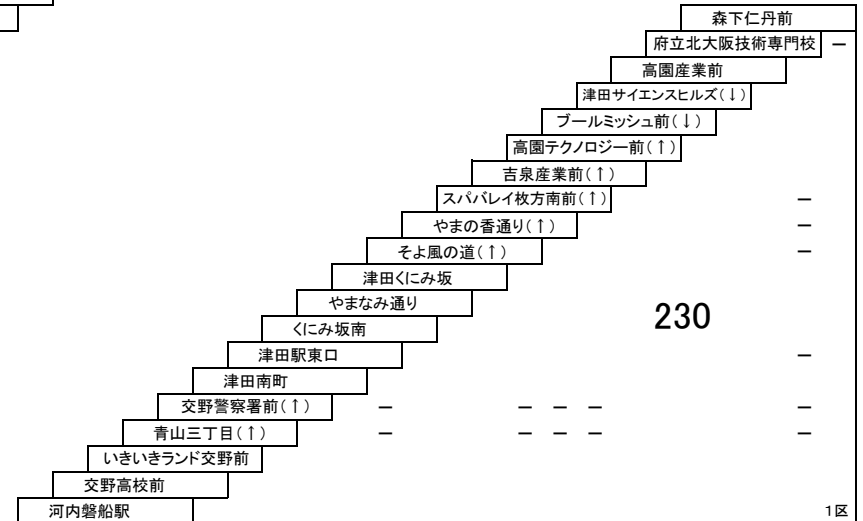 森下仁丹前
府立北大阪技術専門校 －
高園産業前
津田サイエンスヒルズ(↓)
ブールミッシュ前(↓)
高園テクノロジー前(↑)
吉泉産業前(↑)
スパバレイ枚方南前(↑) －
やまの香通り(↑) －
そよ風の道(↑) －
津田くにみ坂
やまなみ通り
230
くにみ坂南
津田駅東口 －
津田南町
交野警察署前(↑) － － － － －
青山三丁目(↑) － － － － －
いきいきランド交野前
交野高校前
河内磐船駅 1区